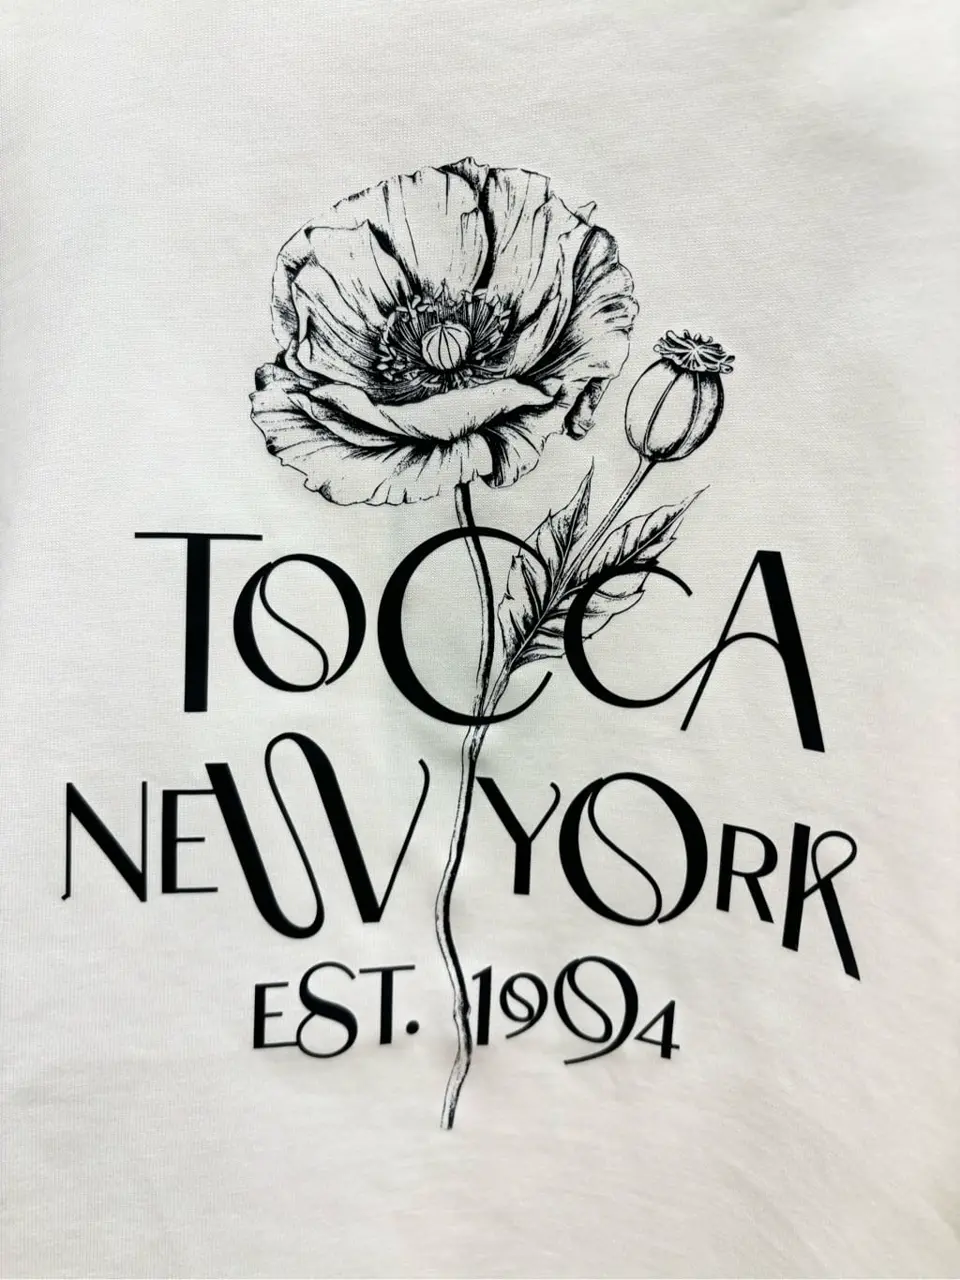 TOCCA
NEW YORK
EST. 1994